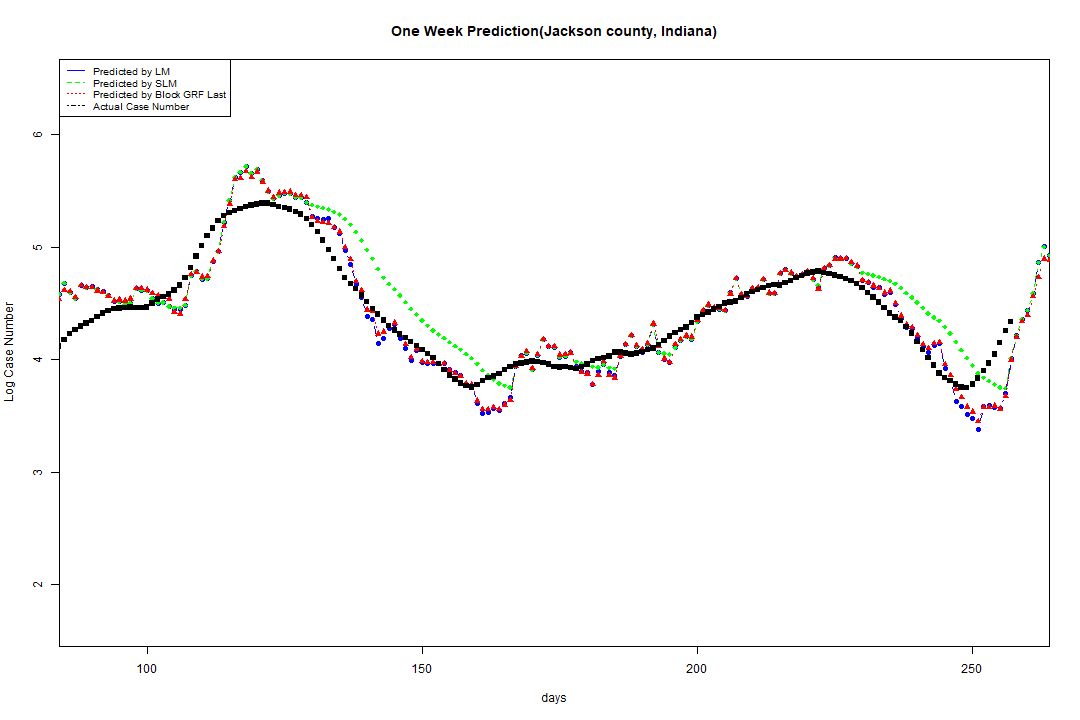 One Week Prediction(Jackson county, Indiana)
Predicted by LM
Predicted by SLM
Predicted by Block GRF Last
Actual Case Number
Log Case Number
6
5
4
3
2
100 150 200 250
days